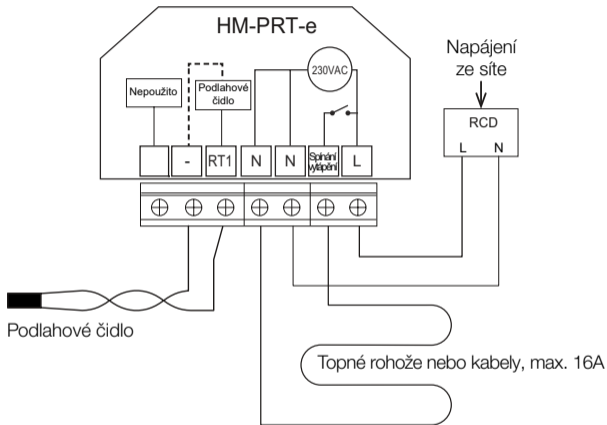 HM-PRT-e
230VAC
Nepoužito
Podlahové
čidlo
- RT1 N N Spínání L
vytápění
Napájení
ze síte
RCD
L N
Podlahové čidlo
Topné rohože nebo kabely, max. 16A